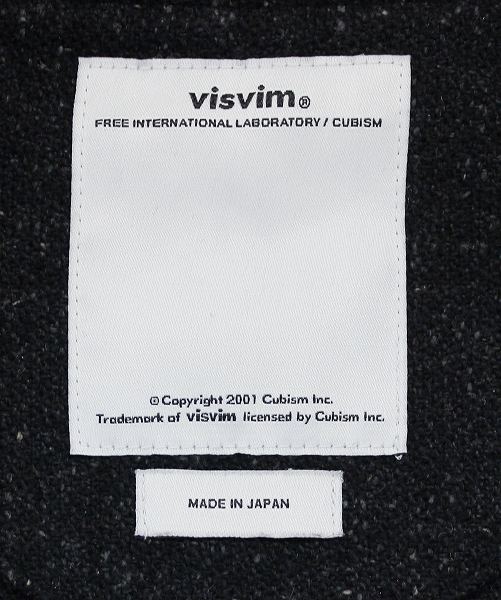 visvim®
FREE INTERNATIONAL LABORATORY / CUBISM
© Copyright 2001 Cubism Inc.
Trademark of visvim licensed by Cubism Inc.
MADE IN JAPAN